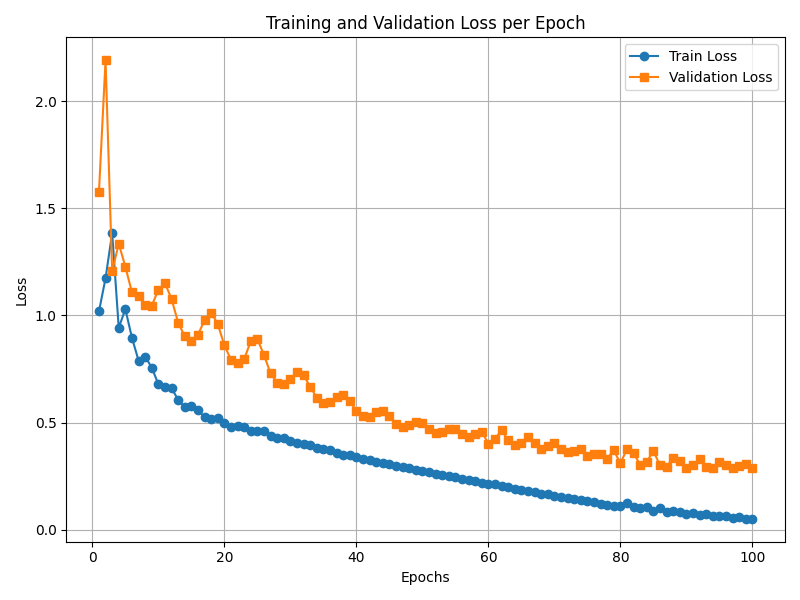 Training and Validation Loss per Epoch
Train Loss
Validation Loss
2.0
1.5
1.0
0.5
0.0
Loss
0 20 40 60 80 100
Epochs